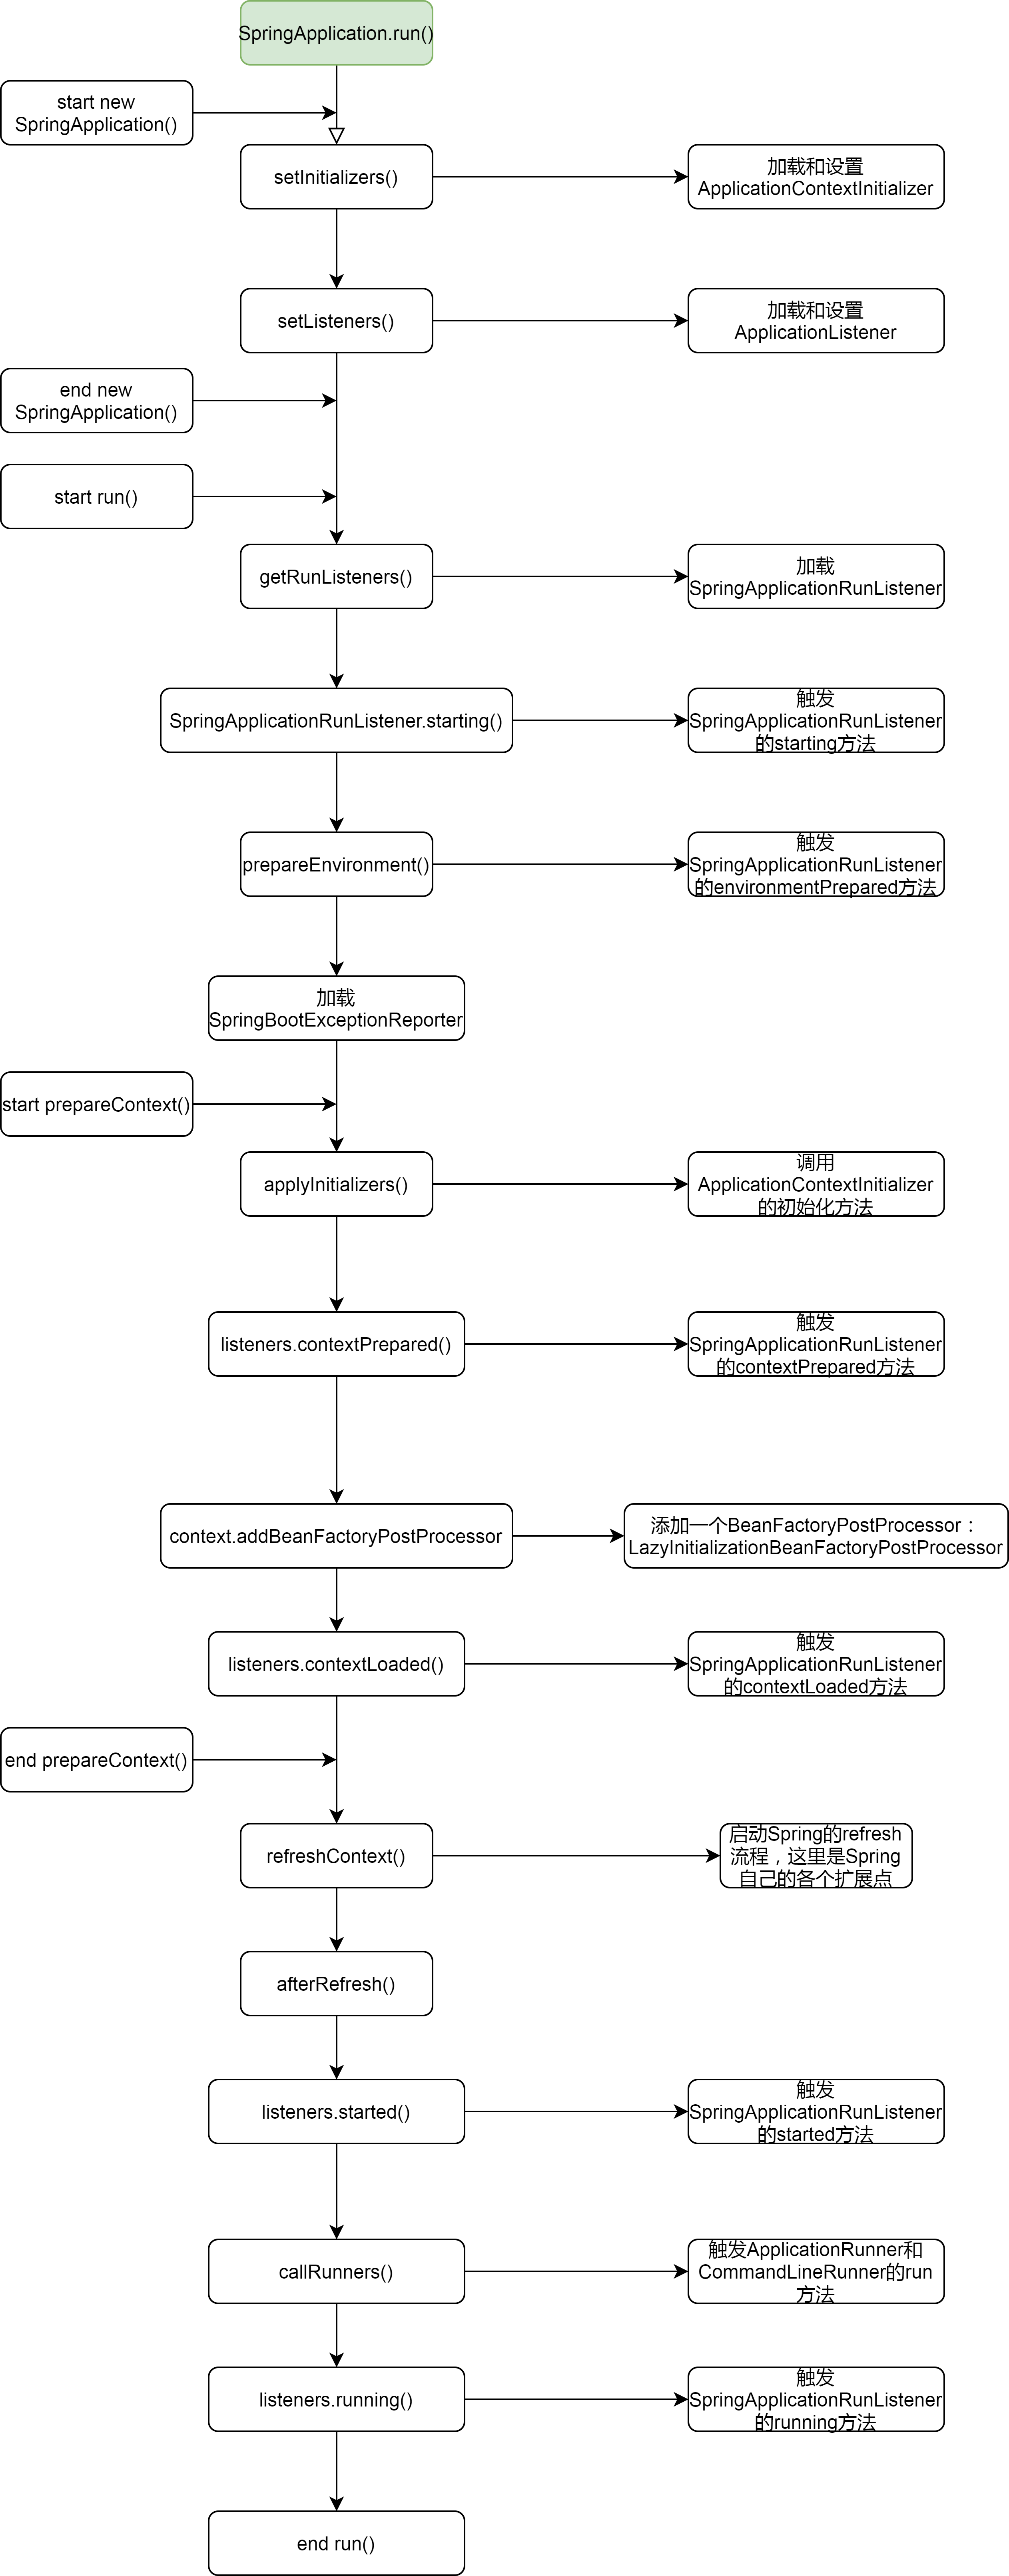 SpringApplication.run()
start new
SpringApplication()
setInitializers()
加载和设置
ApplicationContextInitializer
setListeners()
加载和设置
ApplicationListener
end new
SpringApplication()
start run()
getRunListeners()
加载
SpringApplicationRunListener
SpringApplicationRunListener.starting()
触发
SpringApplicationRunListener
的starting方法
prepareEnvironment()
触发
SpringApplicationRunListener
的environmentPrepared方法
加载
SpringBootExceptionReporter
start prepareContext()
applyInitializers()
调用
ApplicationContextInitializer
的初始化方法
listeners.contextPrepared()
触发
SpringApplicationRunListener
的contextPrepared方法
context.addBeanFactoryPostProcessor
添加一个BeanFactoryPostProcessor：
LazyInitializationBeanFactoryPostProcessor
listeners.contextLoaded()
触发
SpringApplicationRunListener
的contextLoaded方法
end prepareContext()
refreshContext()
启动Spring的refresh
流程，这里是Spring
自己的各个扩展点
afterRefresh()
listeners.started()
触发
SpringApplicationRunListener
的started方法
callRunners()
触发ApplicationRunner和
CommandLineRunner的run
方法
listeners.running()
触发
SpringApplicationRunListener
的running方法
end run()